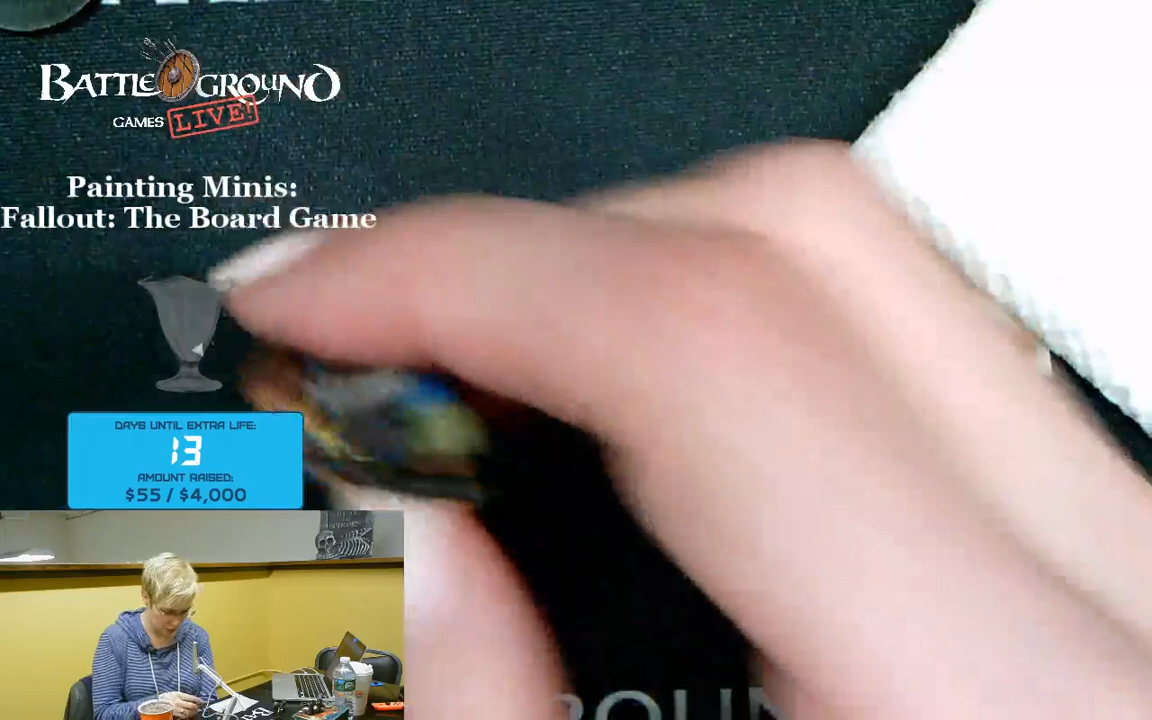 BATTLEGROUND
GAMES LIVE!
Painting Minis:
Fallout: The Board Game
DAYS UNTIL EXTRA LIFE:
13
AMOUNT RAISED:
$55 / $4,000